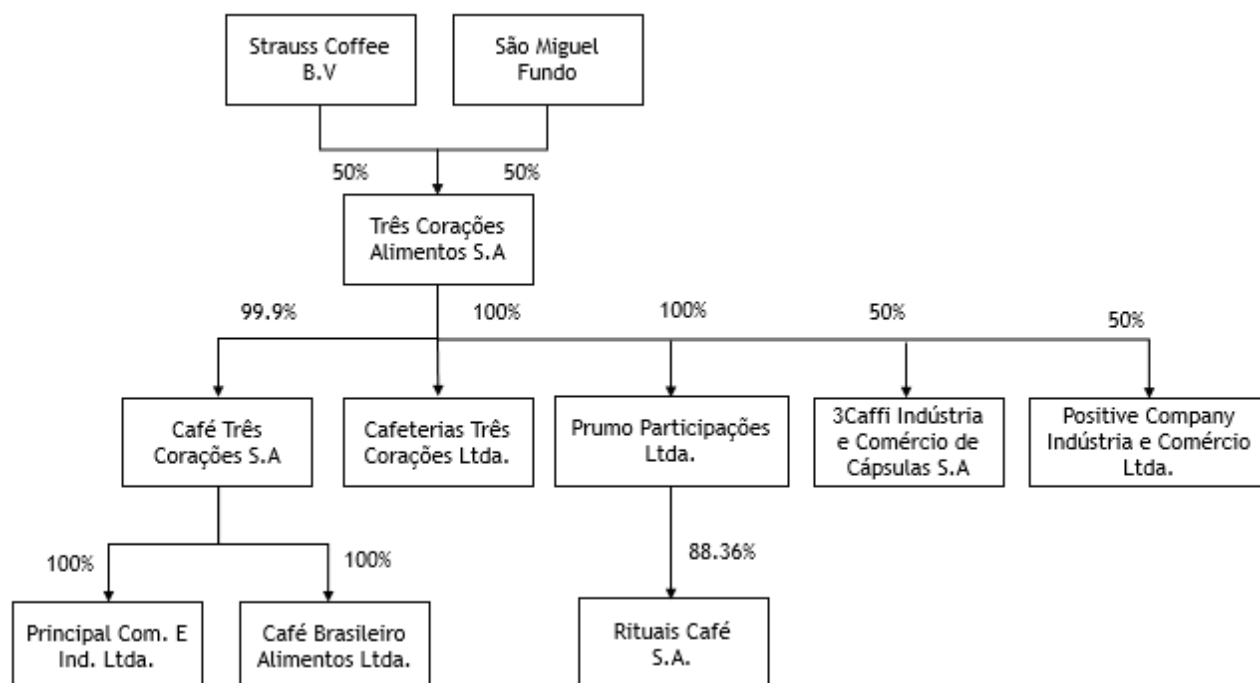 Strauss Coffee
B.V
São Miguel
Fundo
50%
50%
Três Corações
Alimentos S.A
99.9%
100%
100%
50%
50%
Café Três
Corações S.A
Cafeterias Três
Corações Ltda.
Prumo Participações
Ltda.
3Caffi Indústria
e Comércio de
Cápsulas S.A
Positive Company
Indústria e Comércio
Ltda.
100%
100%
88.36%
Principal Com. E
Ind. Ltda.
Café Brasileiro
Alimentos Ltda.
Rituais Café
S.A.